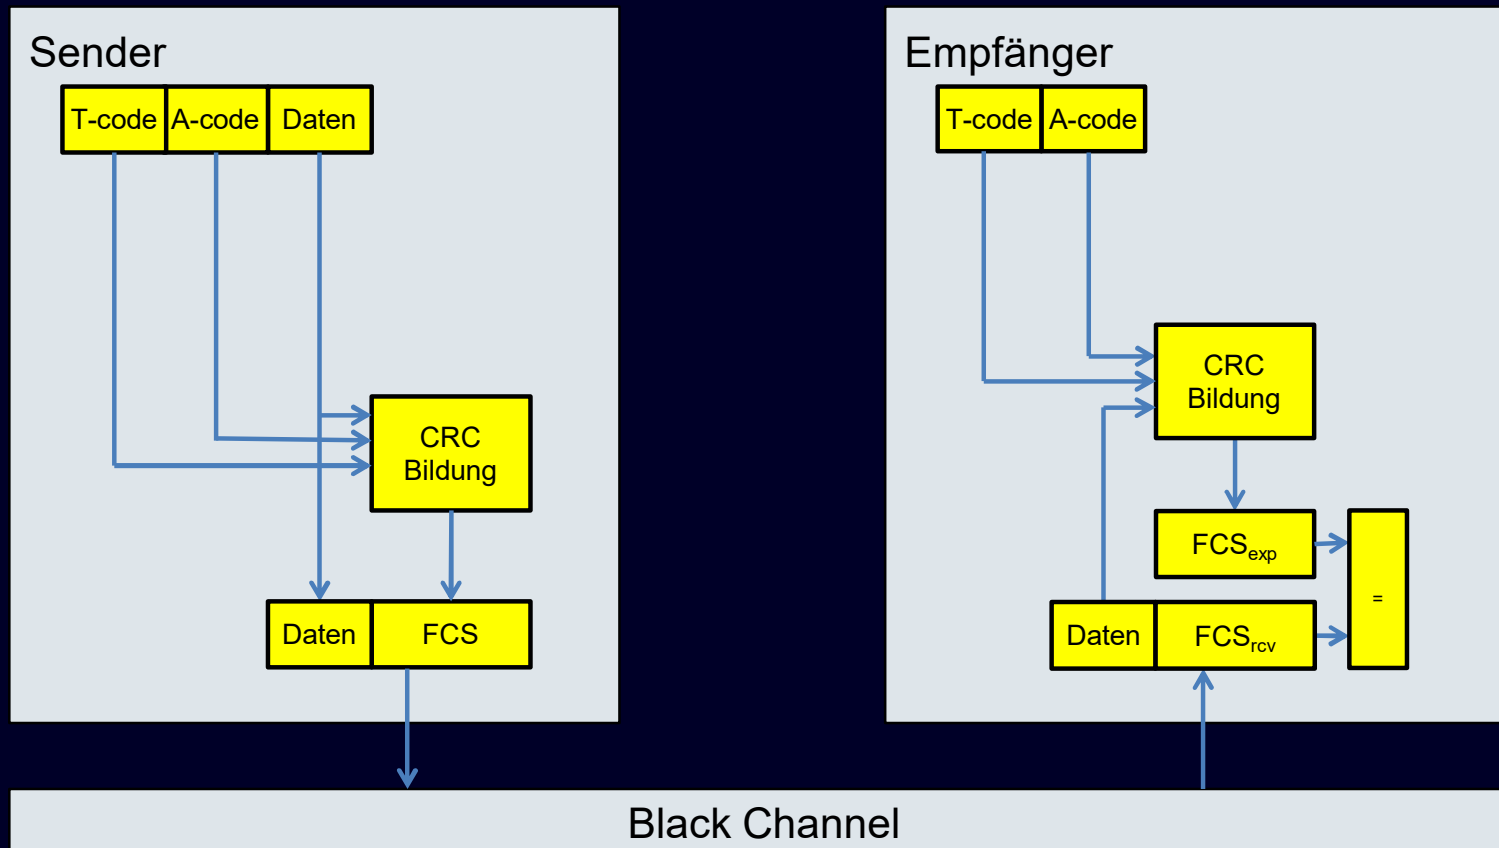 Sender
T-code A-code Daten
CRC
Bildung
Daten FCS
Empfänger
T-code A-code
CRC
Bildung
FCSexp
=
Daten FCSrcv
Black Channel